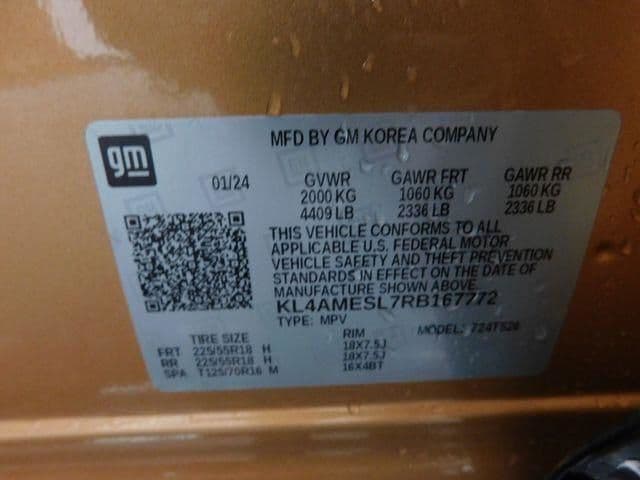 gm
MFD BY GM KOREA COMPANY
01/24 GVWR GAWR FRT GAWR RR
2000 KG 1060 KG 1060 KG
4409 LB 2336 LB 2336 LB
THIS VEHICLE CONFORMS TO ALL
APPLICABLE U.S. FEDERAL MOTOR
VEHICLE SAFETY AND THEFT PREVENTION
STANDARDS IN EFFECT ON THE DATE OF
MANUFACTURE SHOWN ABOVE.
KL4AMESL7RB167772
TYPE: MPV MODEL:
TIRE SIZE RIM
FRT 225/55R18 H 18X7.5J
RR 225/55R18 H 18X7.5J
SPA T125/70R16 M 16X4BT